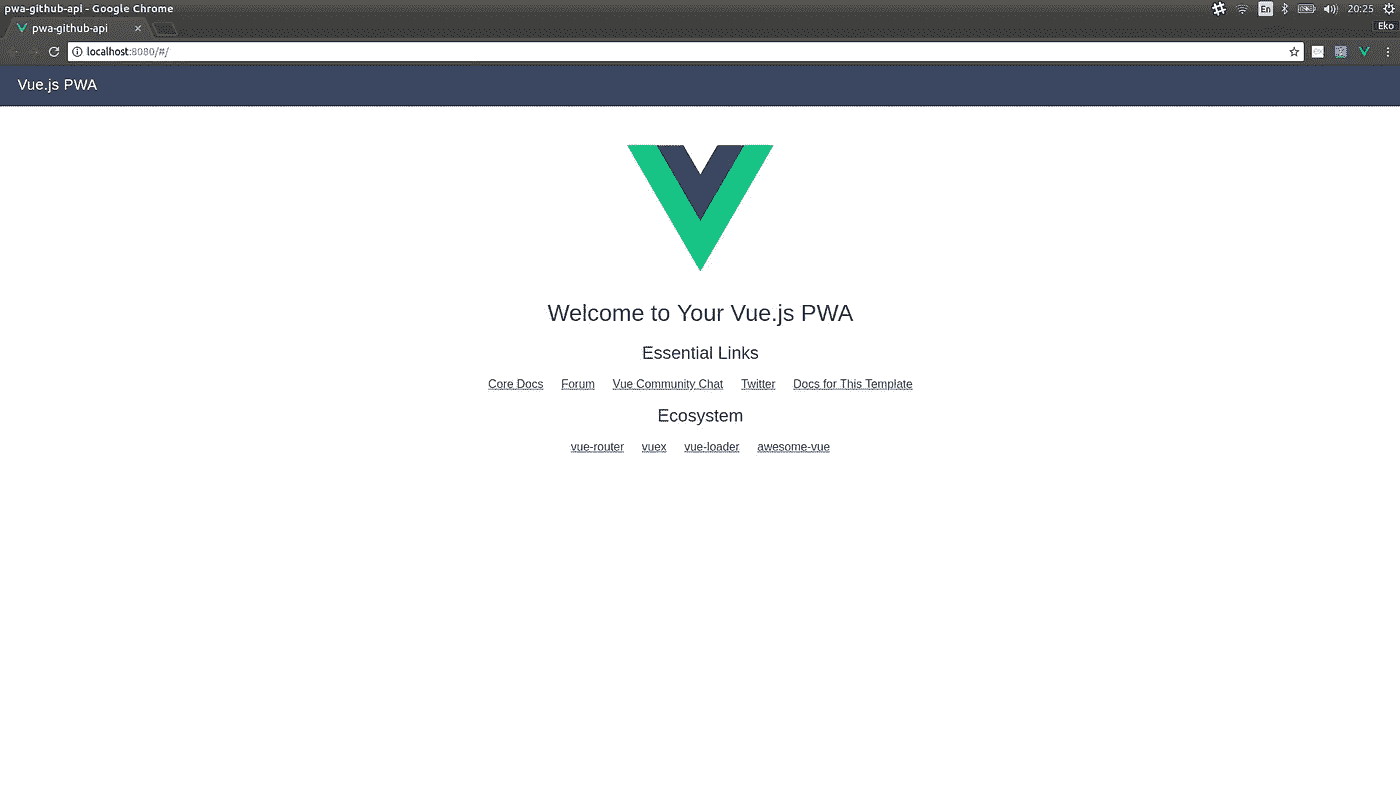 pwa-github-api - Google Chrome En 20:25
pwa-github-api Eko
localhost:8080/#/
Vue.js PWA
Welcome to Your Vue.js PWA
Essential Links
Core Docs Forum Vue Community Chat Twitter Docs for This Template
Ecosystem
vue-router vuex vue-loader awesome-vue